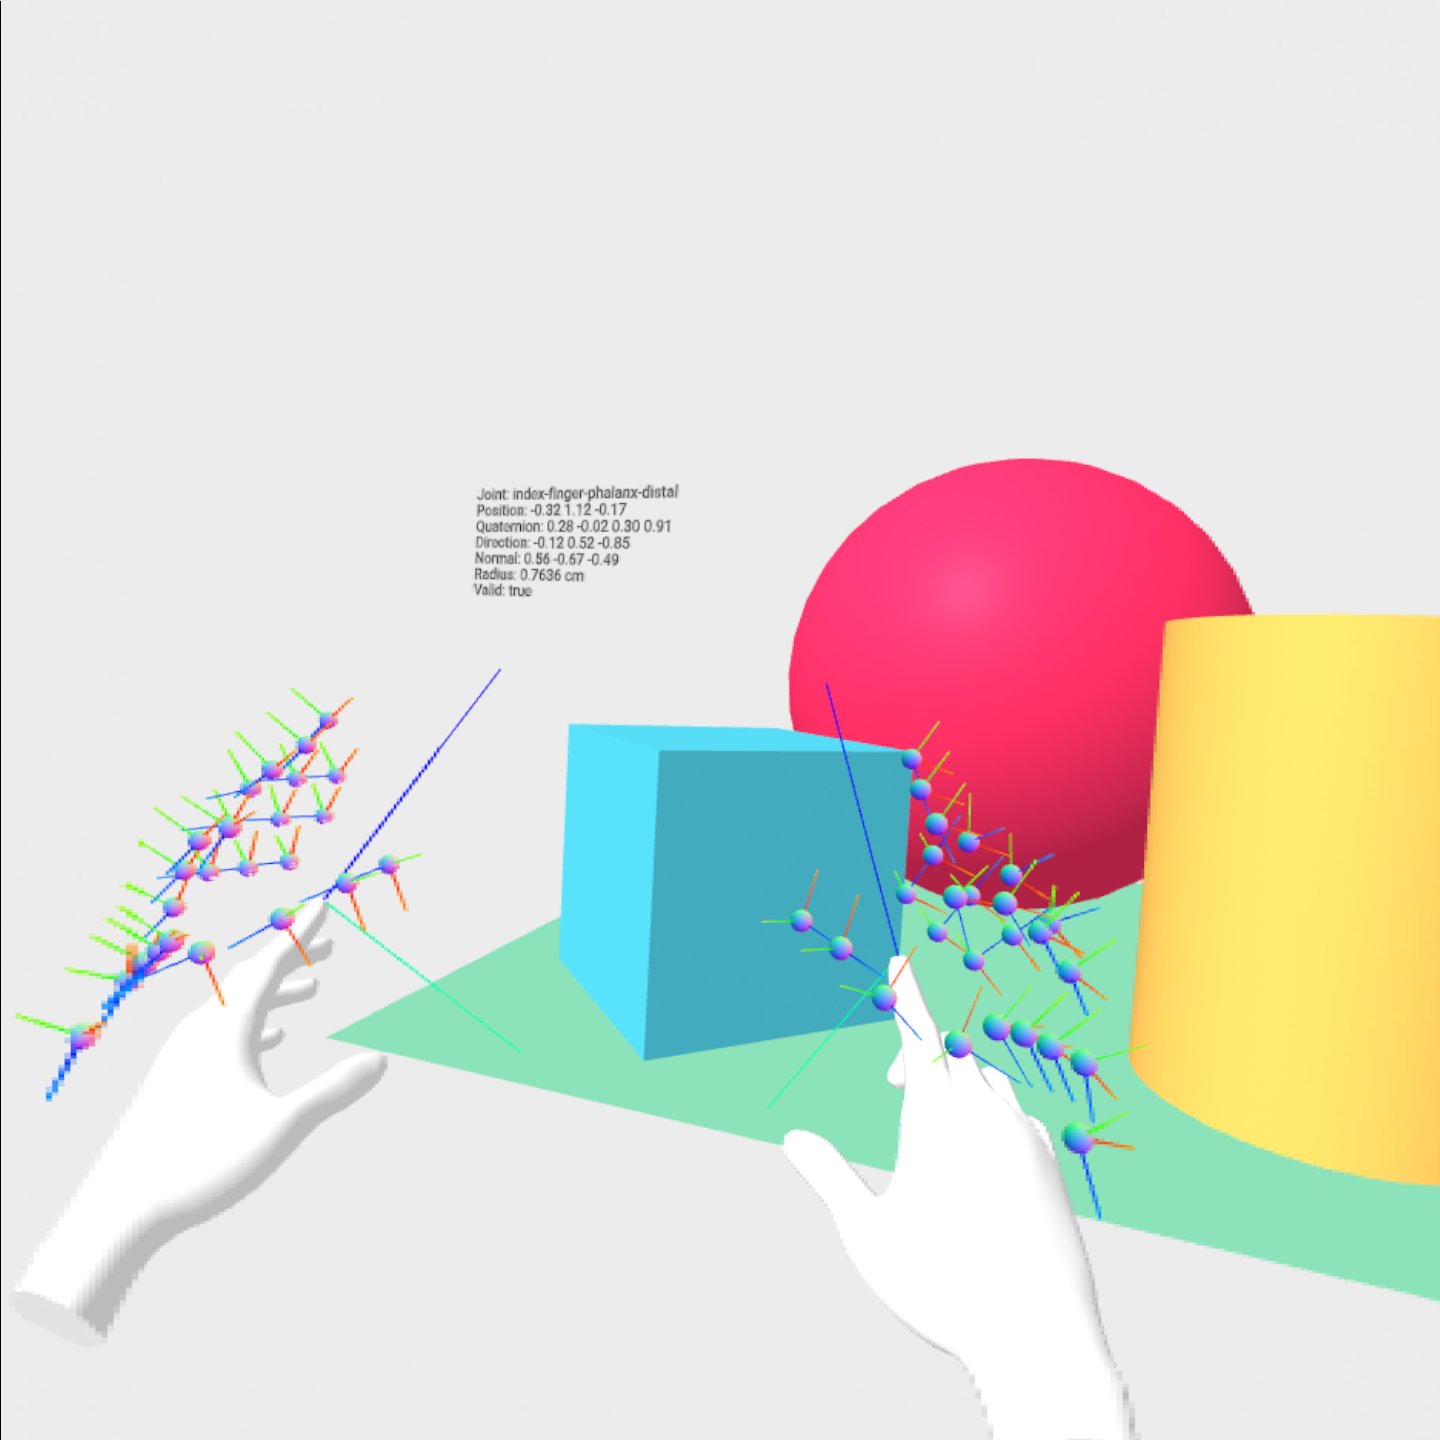 Joint: index-finger-phalanx-distal
Position: -0.32 1.12 -0.17
Quaternion: 0.28 -0.02 0.30 0.91
Direction: -0.12 0.52 -0.85
Normal: 0.56 -0.67 -0.49
Radius: 0.7636 cm
Valid: true